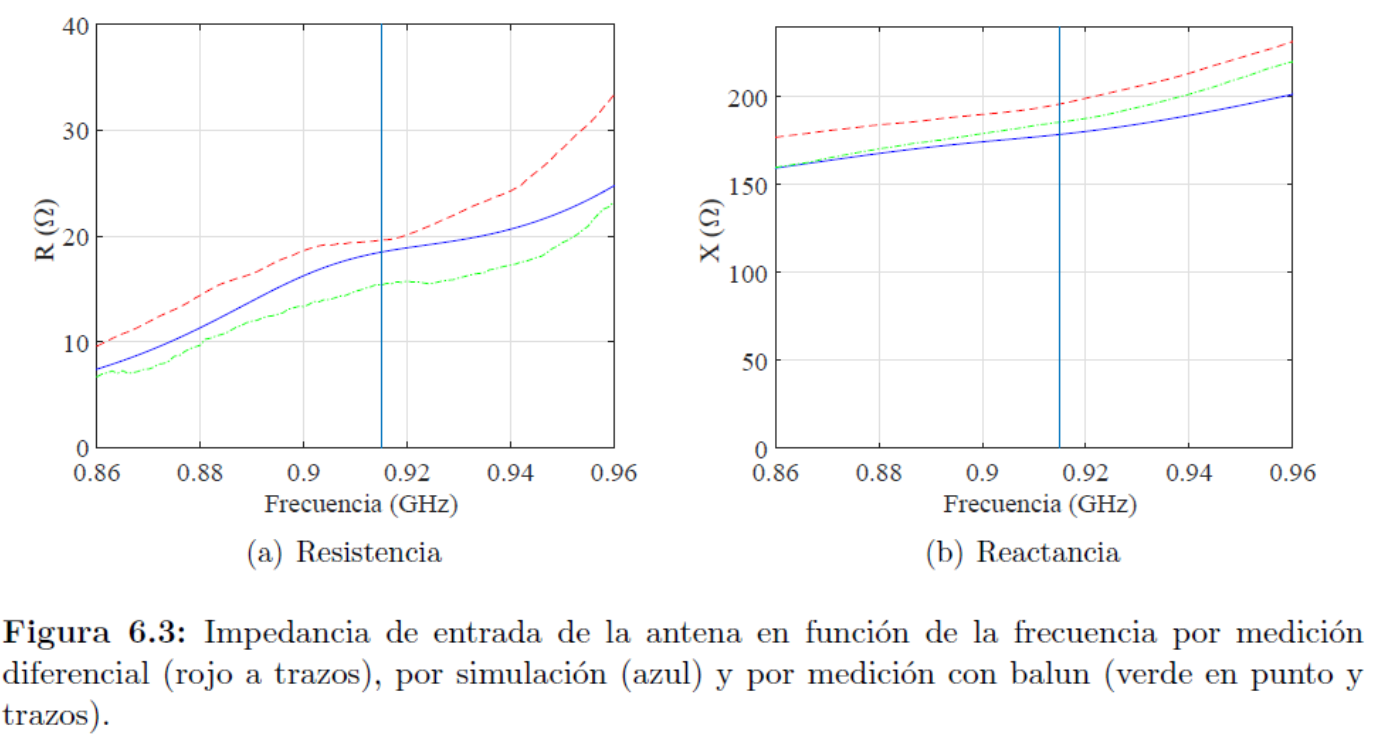 40
30
20
10
0
R (Ω)
0.86 0.88 0.9 0.92 0.94 0.96
Frecuencia (GHz)
(a) Resistencia
200
150
100
50
0
X (Ω)
0.86 0.88 0.9 0.92 0.94 0.96
Frecuencia (GHz)
(b) Reactancia
Figura 6.3: Impedancia de entrada de la antena en función de la frecuencia por medición
diferencial (rojo a trazos), por simulación (azul) y por medición con balun (verde en punto y
trazos).